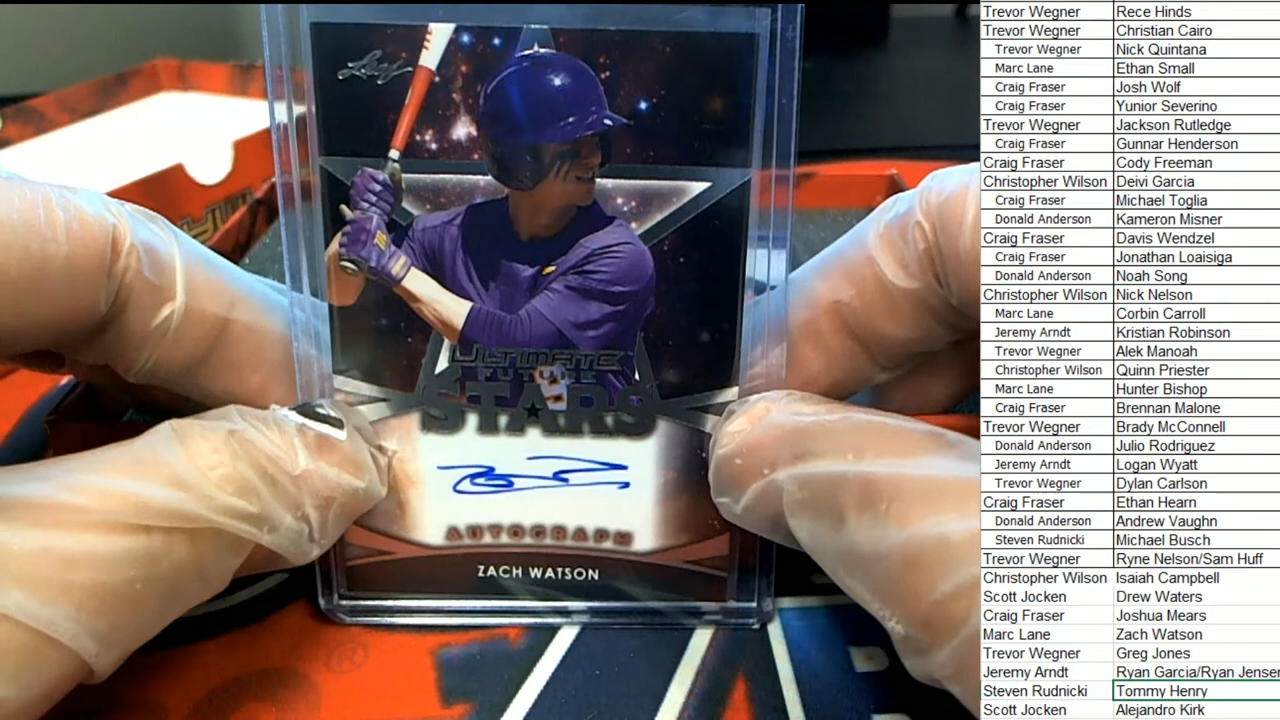 Leaf
ULTIMATE
FUTURE
STARS
AUTOGRAPH
ZACH WATSON
Trevor Wegner Rece Hinds
Trevor Wegner Christian Cairo
Trevor Wegner Nick Quintana
Marc Lane Ethan Small
Craig Fraser Josh Wolf
Craig Fraser Yunior Severino
Trevor Wegner Jackson Rutledge
Craig Fraser Gunnar Henderson
Craig Fraser Cody Freeman
Christopher Wilson Deivi Garcia
Craig Fraser Michael Toglia
Donald Anderson Kameron Misner
Craig Fraser Davis Wendzel
Craig Fraser Jonathan Loaisiga
Donald Anderson Noah Song
Christopher Wilson Nick Nelson
Marc Lane Corbin Carroll
Jeremy Arndt Kristian Robinson
Trevor Wegner Alek Manoah
Christopher Wilson Quinn Priester
Marc Lane Hunter Bishop
Craig Fraser Brennan Malone
Trevor Wegner Brady McConnell
Donald Anderson Julio Rodriguez
Jeremy Arndt Logan Wyatt
Trevor Wegner Dylan Carlson
Craig Fraser Ethan Hearn
Donald Anderson Andrew Vaughn
Steven Rudnicki Michael Busch
Trevor Wegner Ryne Nelson/Sam Huff
Christopher Wilson Isaiah Campbell
Scott Jocken Drew Waters
Craig Fraser Joshua Mears
Marc Lane Zach Watson
Trevor Wegner Greg Jones
Jeremy Arndt Ryan Garcia/Ryan Jensen
Steven Rudnicki Tommy Henry
Scott Jocken Alejandro Kirk